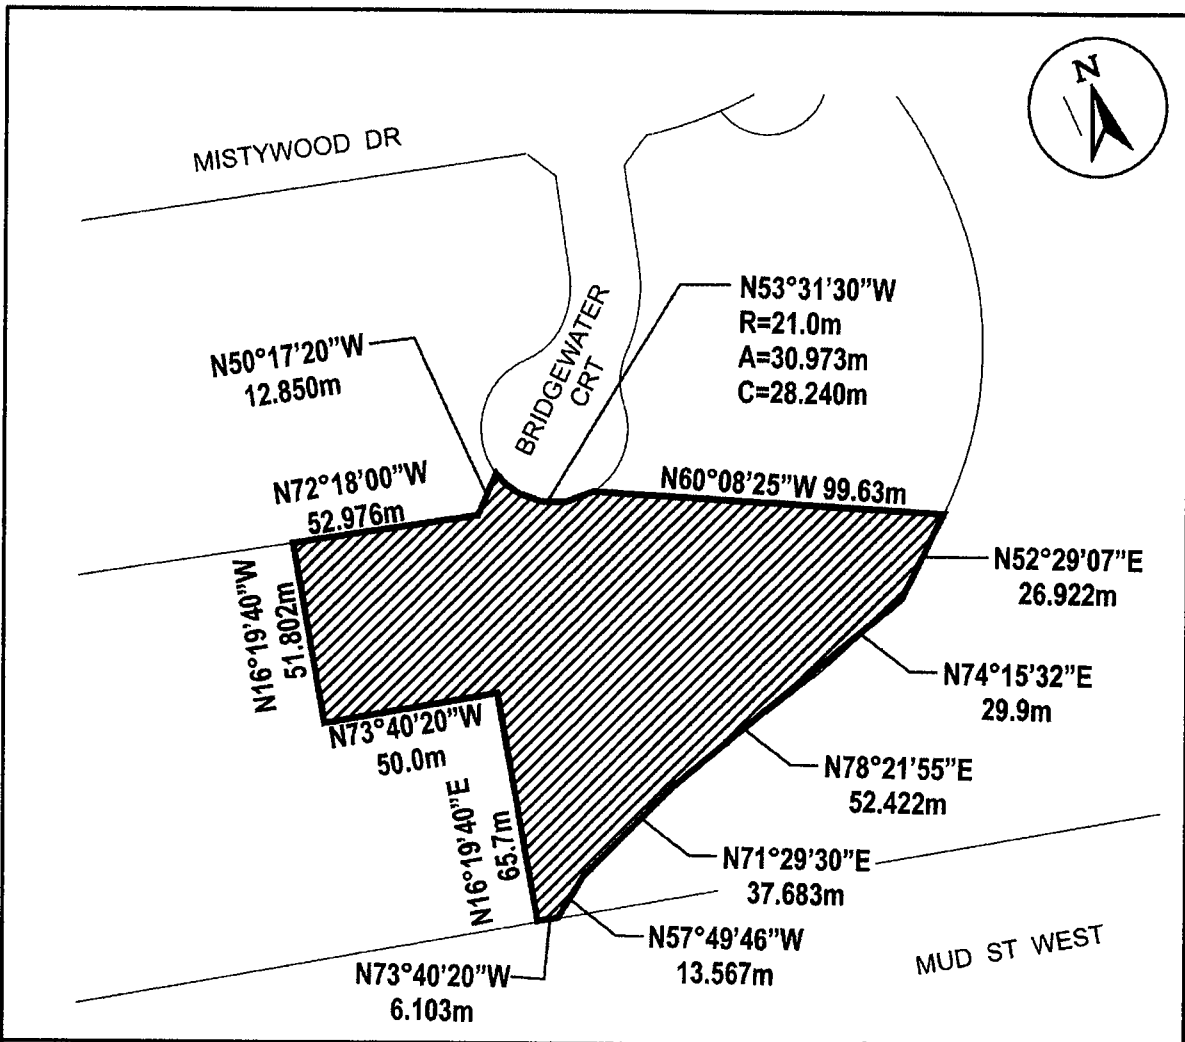 N
MISTYWOOD DR
N53°31'30"W
R=21.0m
A=30.973m
C=28.240m
BRIDGEWATER
CRT
N50°17'20"W
12.850m
N72°18'00"W
52.976m
N60°08'25"W 99.63m
N52°29'07"E
26.922m
N16°19'40"W
51.802m
N74°15'32"E
29.9m
N73°40'20"W
50.0m
N78°21'55"E
52.422m
N16°19'40"E
65.7m
N71°29'30"E
37.683m
N57°49'46"W
13.567m
MUD ST WEST
N73°40'20"W
6.103m